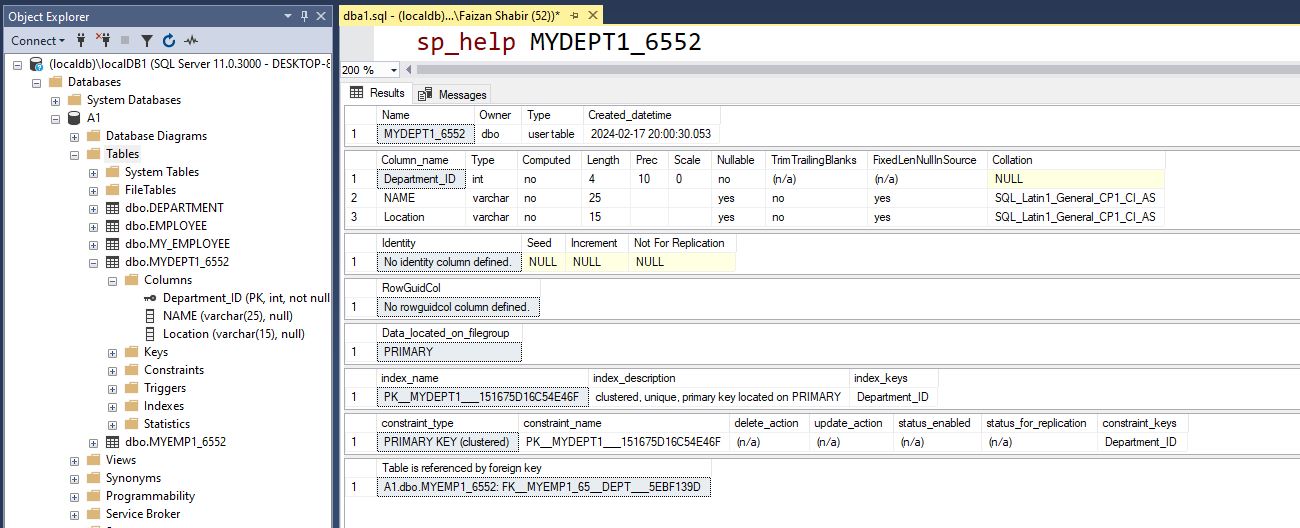 Object Explorer
Connect
(localdb)\localDB1 (SQL Server 11.0.3000 - DESKTOP-8
Databases
System Databases
A1
Database Diagrams
Tables
System Tables
FileTables
dbo.DEPARTMENT
dbo.EMPLOYEE
dbo.MY_EMPLOYEE
dbo.MYDEPT1_6552
Columns
Department_ID (PK, int, not null
NAME (varchar(25), null)
Location (varchar(15), null)
Keys
Constraints
Triggers
Indexes
Statistics
dbo.MYEMP1_6552
Views
Synonyms
Programmability
Service Broker
dba1.sql - (localdb)...\Faizan Shabir (52))*
sp_help MYDEPT1_6552
200 %
Results Messages
Name Owner Type Created_datetime
1 MYDEPT1_6552 dbo user table 2024-02-17 20:00:30.053
Column_name Type Computed Length Prec Scale Nullable TrimTrailingBlanks FixedLenNullInSource Collation
1 Department_ID int no 4 10 0 no (n/a) (n/a) NULL
2 NAME varchar no 25 yes no yes SQL_Latin1_General_CP1_CI_AS
3 Location varchar no 15 yes no yes SQL_Latin1_General_CP1_CI_AS
Identity Seed Increment Not For Replication
1 No identity column defined. NULL NULL NULL
RowGuidCol
1 No rowguidcol column defined.
Data_located_on_filegroup
1 PRIMARY
index_name index_description index_keys
1 PK__MYDEPT1___151675D16C54E46F clustered, unique, primary key located on PRIMARY Department_ID
constraint_type constraint_name delete_action update_action status_enabled status_for_replication constraint_keys
1 PRIMARY KEY (clustered) PK__MYDEPT1___151675D16C54E46F (n/a) (n/a) (n/a) (n/a) Department_ID
Table is referenced by foreign key
1 A1.dbo.MYEMP1_6552: FK__MYEMP1_65__DEPT___5EBF139D